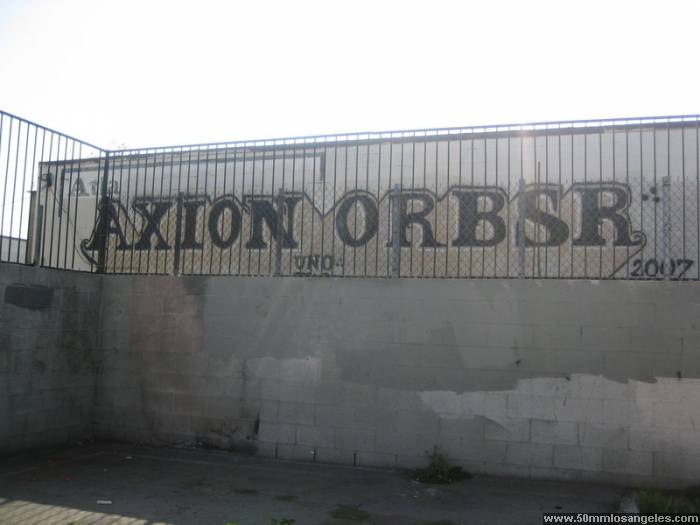 AXION ORBSR
UNO
2007
www.50mmlosangeles.com